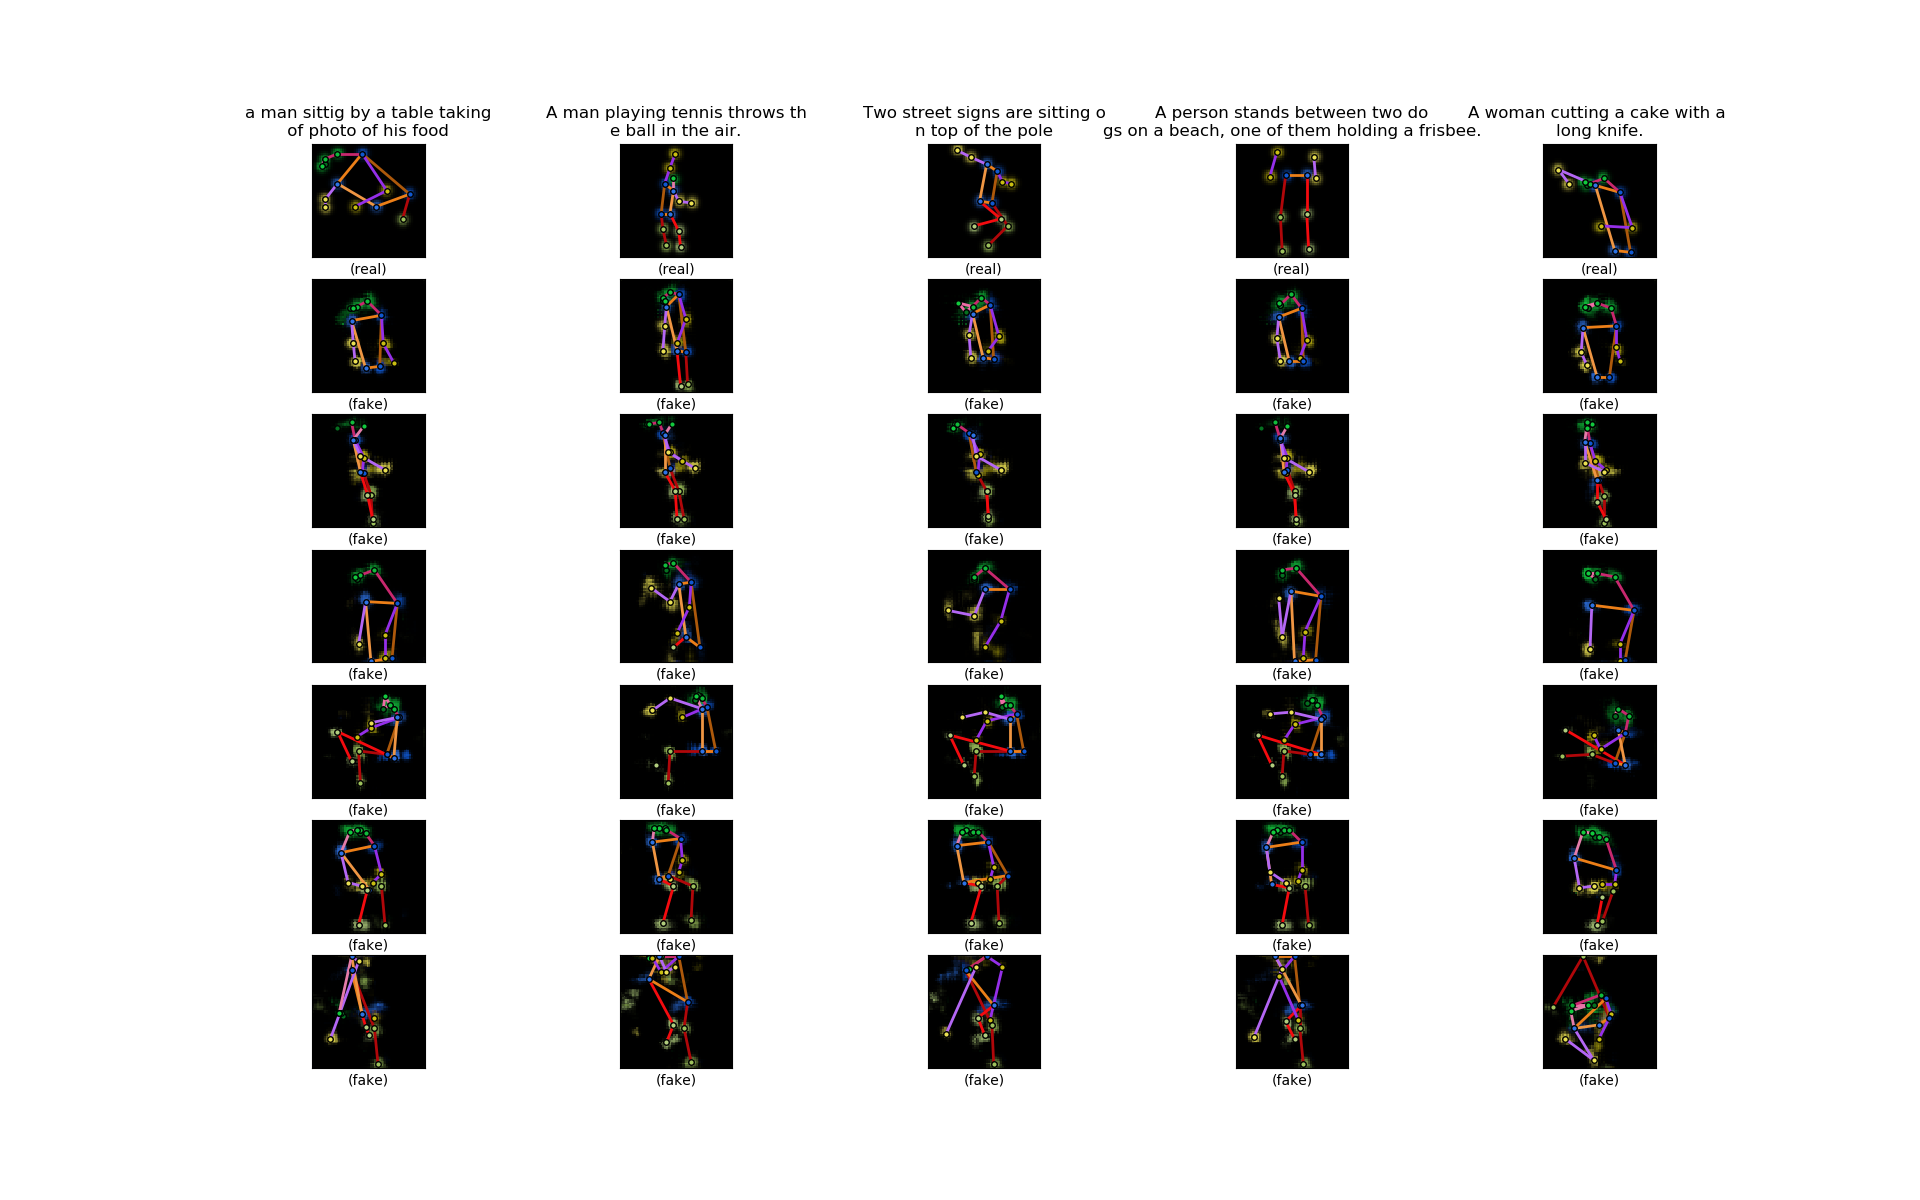 a man sittig by a table taking
of photo of his food
A man playing tennis throws th
e ball in the air.
Two street signs are sitting o
n top of the pole
A person stands between two do
gs on a beach, one of them holding a frisbee.
A woman cutting a cake with a
long knife.
(real) (real) (real) (real) (real)
(fake) (fake) (fake) (fake) (fake)
(fake) (fake) (fake) (fake) (fake)
(fake) (fake) (fake) (fake) (fake)
(fake) (fake) (fake) (fake) (fake)
(fake) (fake) (fake) (fake) (fake)
(fake) (fake) (fake) (fake) (fake)